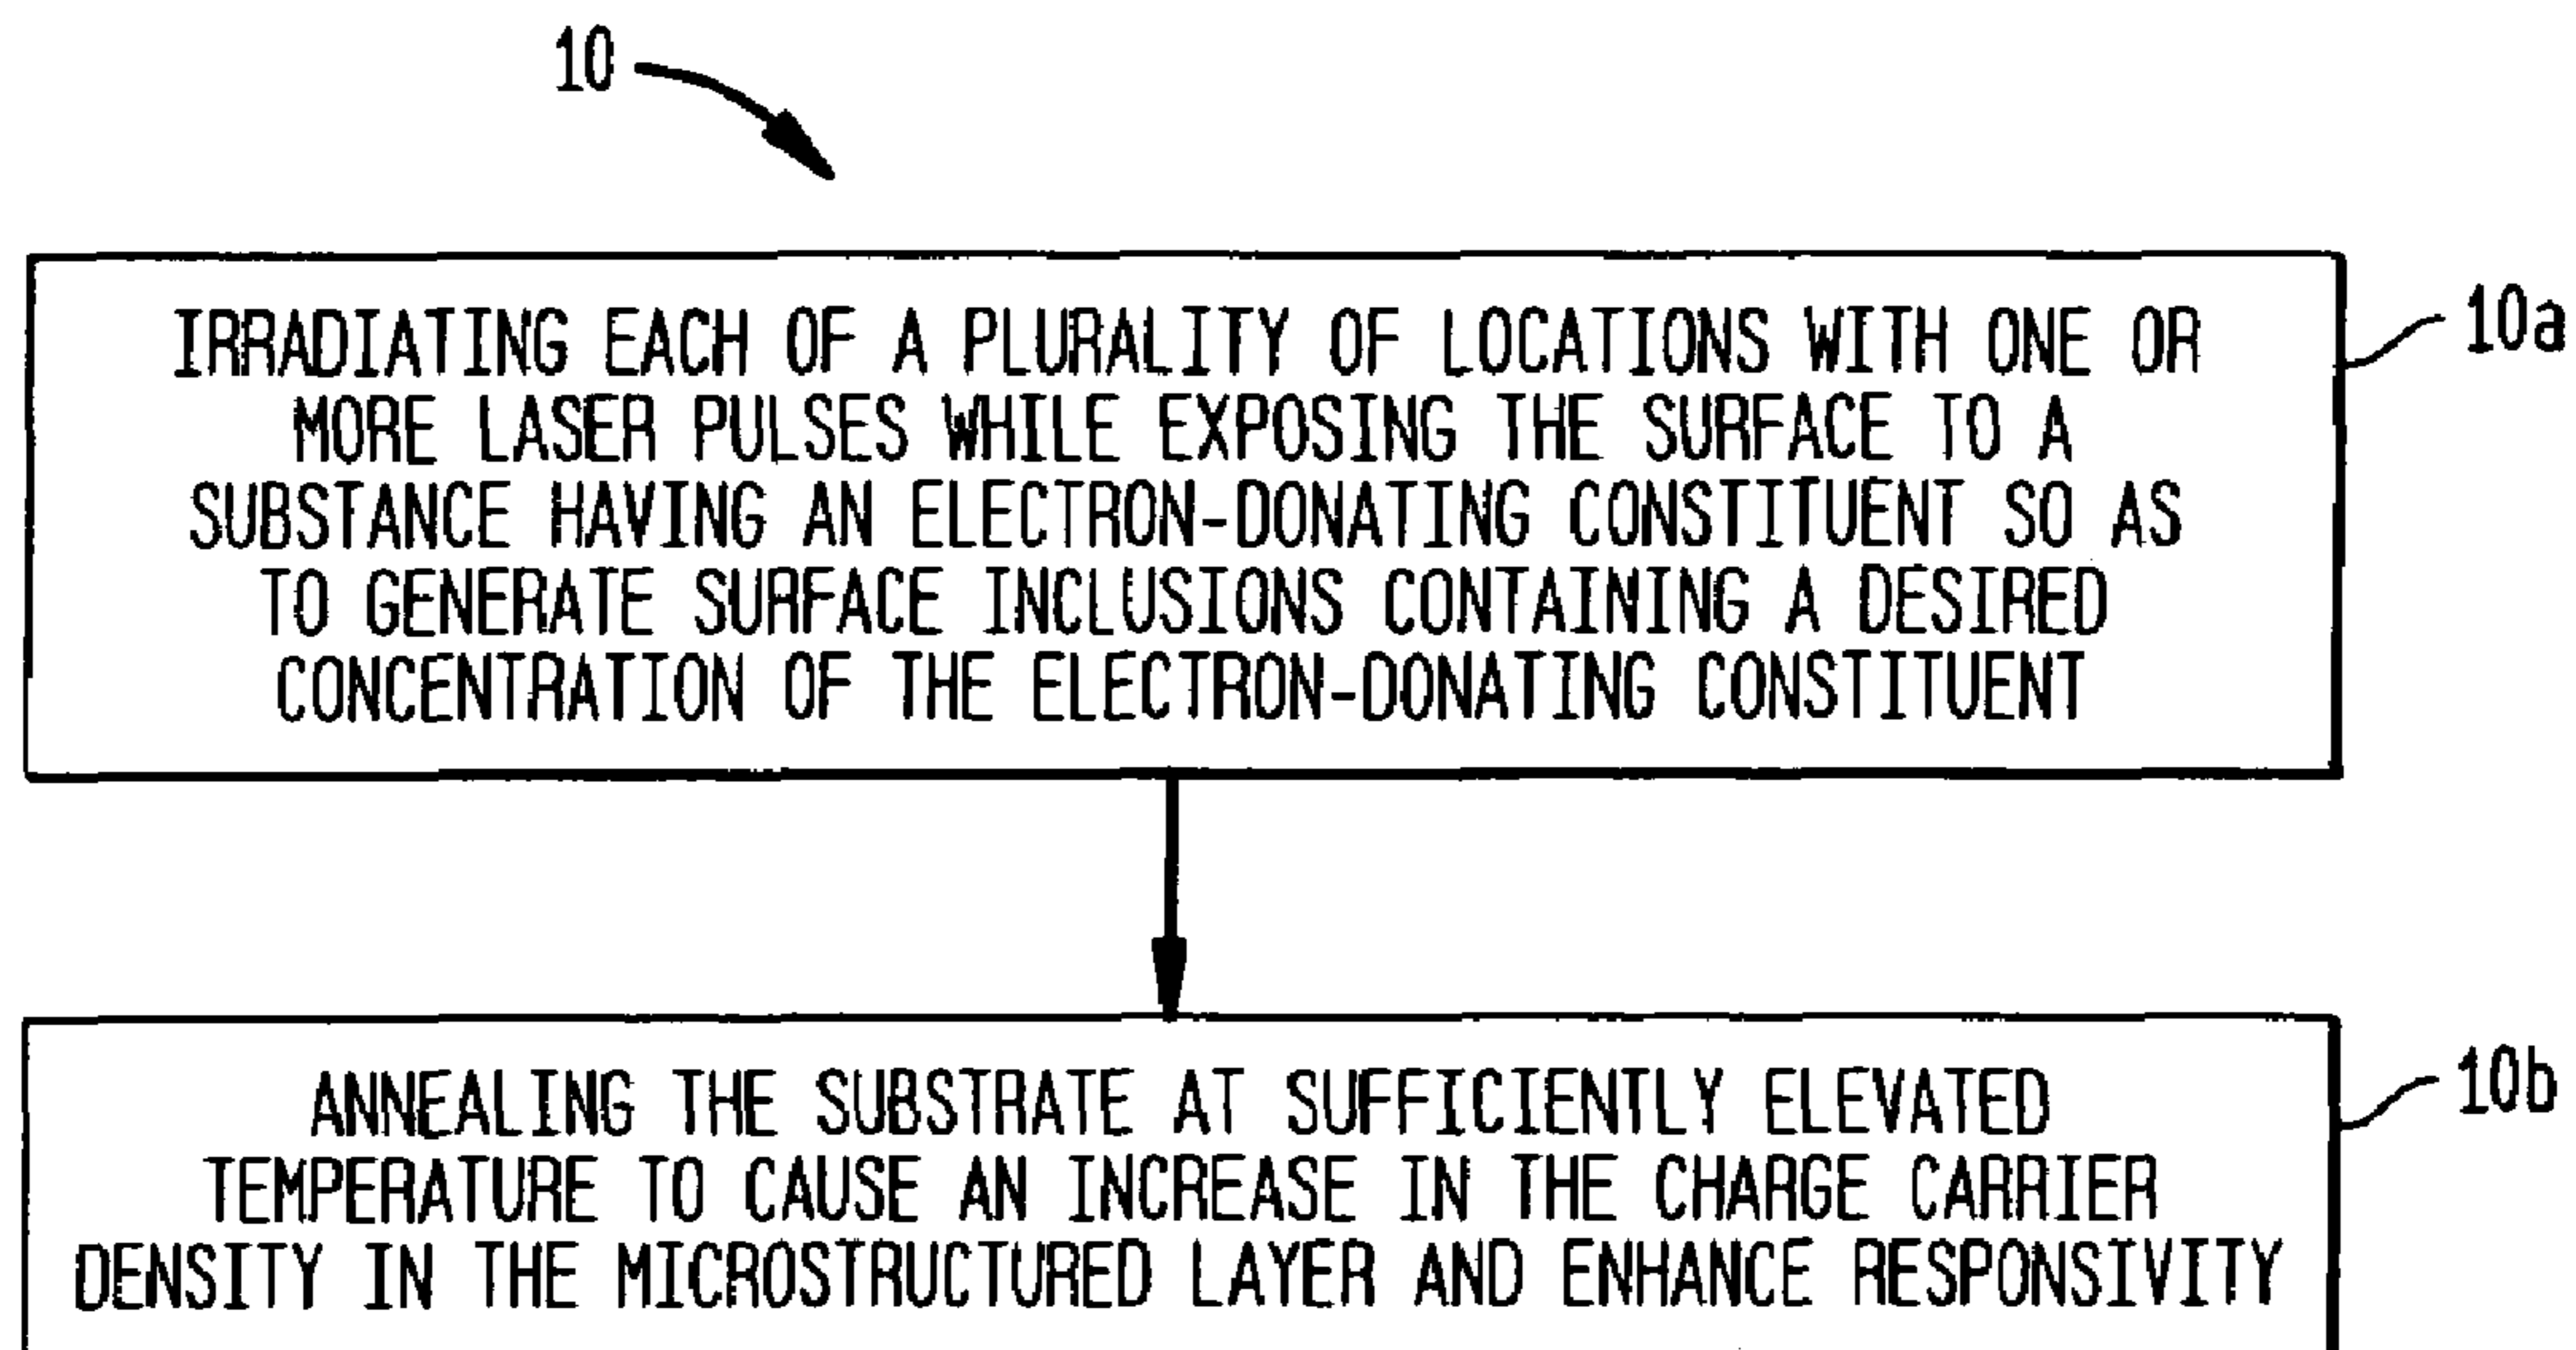 10
IRRADIATING EACH OF A PLURALITY OF LOCATIONS WITH ONE OR
MORE LASER PULSES WHILE EXPOSING THE SURFACE TO A
SUBSTANCE HAVING AN ELECTRON-DONATING CONSTITUENT SO AS
TO GENERATE SURFACE INCLUSIONS CONTAINING A DESIRED
CONCENTRATION OF THE ELECTRON-DONATING CONSTITUENT
10a
ANNEALING THE SUBSTRATE AT SUFFICIENTLY ELEVATED
TEMPERATURE TO CAUSE AN INCREASE IN THE CHARGE CARRIER
DENSITY IN THE MICROSTRUCTURED LAYER AND ENHANCE RESPONSIVITY
10b